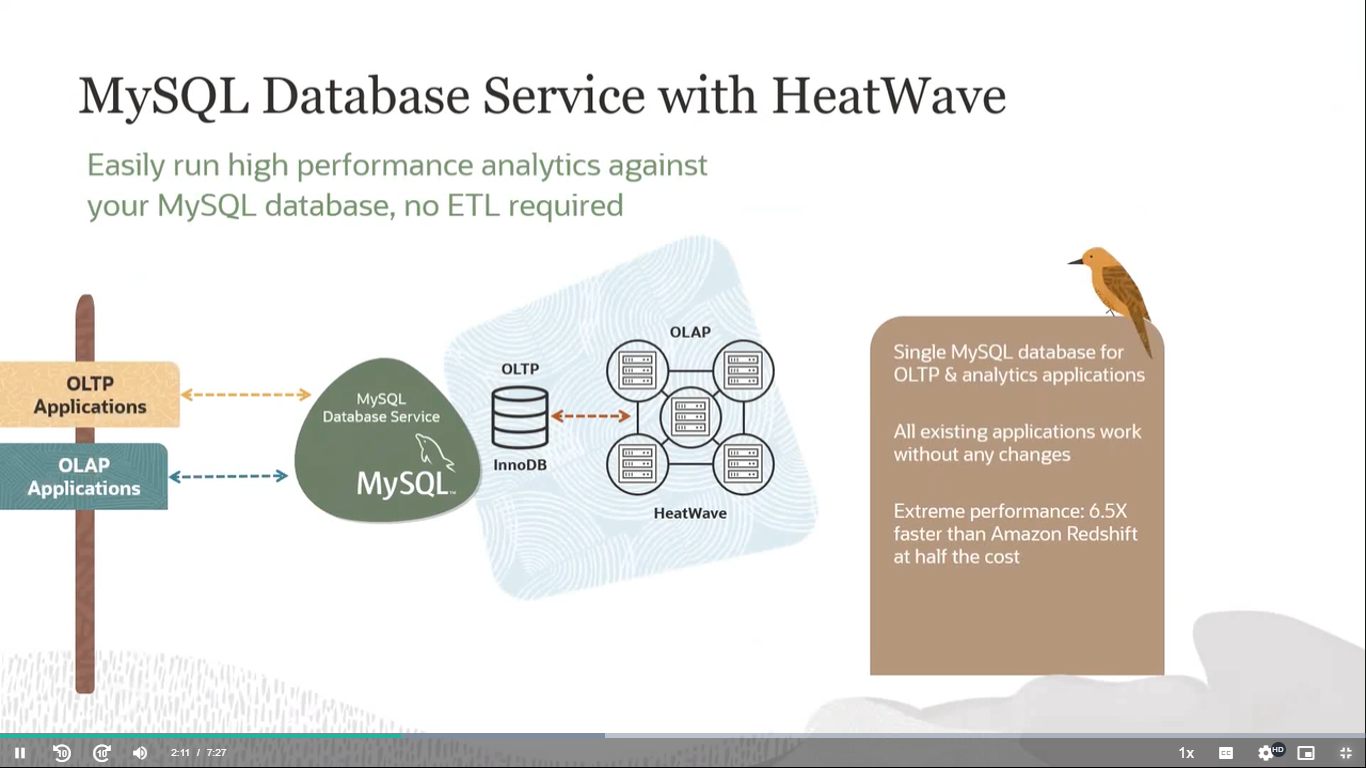 MySQL Database Service with HeatWave
Easily run high performance analytics against
your MySQL database, no ETL required
OLTP
Applications
OLAP
Applications
MySQL
Database Service
MySQL™
OLTP
InnoDB
OLAP
HeatWave
Single MySQL database for
OLTP & analytics applications
All existing applications work
without any changes
Extreme performance: 6.5X
faster than Amazon Redshift
at half the cost
10
10
2:11 / 7:27
1x
CC
HD